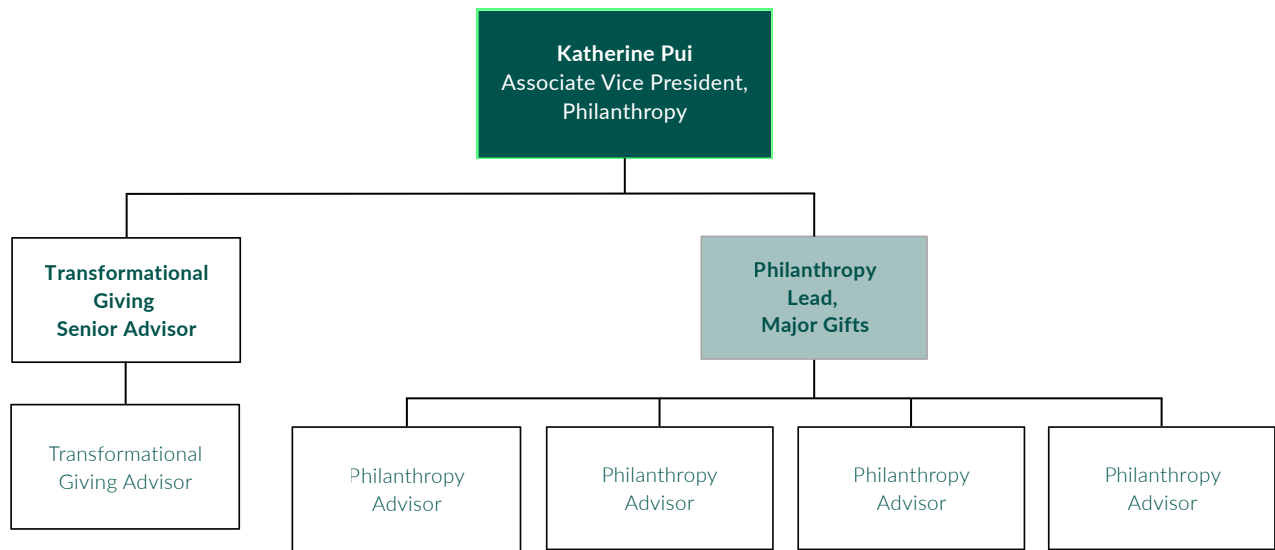 Katherine Pui
Associate Vice President,
Philanthropy
Transformational
Giving
Senior Advisor
Philanthropy
Lead,
Major Gifts
Transformational
Giving Advisor
Philanthropy
Advisor
Philanthropy
Advisor
Philanthropy
Advisor
Philanthropy
Advisor